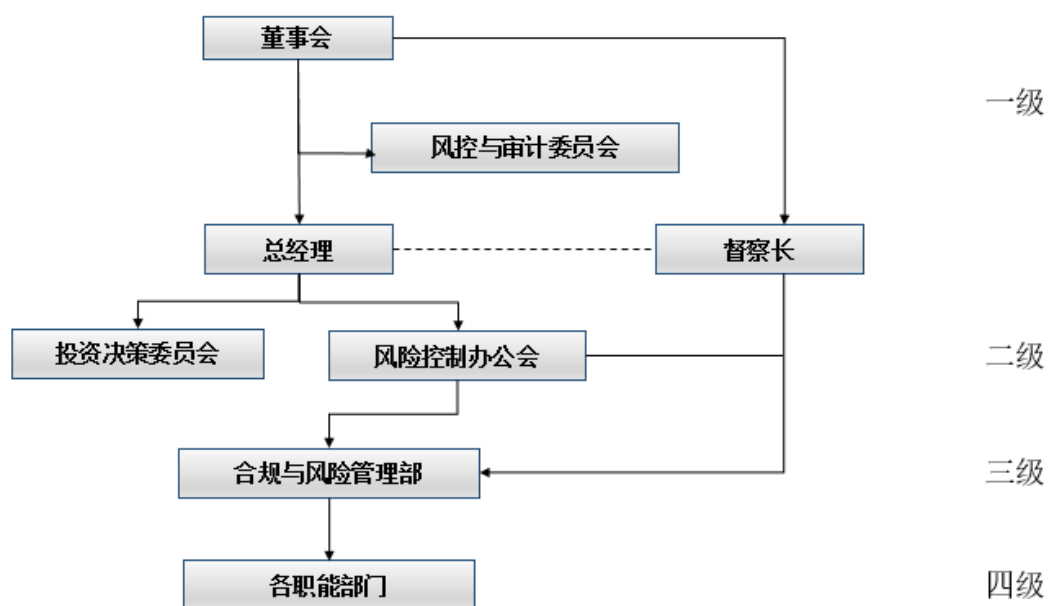 董事会
一级
风控与审计委员会
总经理
督察长
投资决策委员会
风险控制办公会
二级
合规与风险管理部
三级
各职能部门
四级